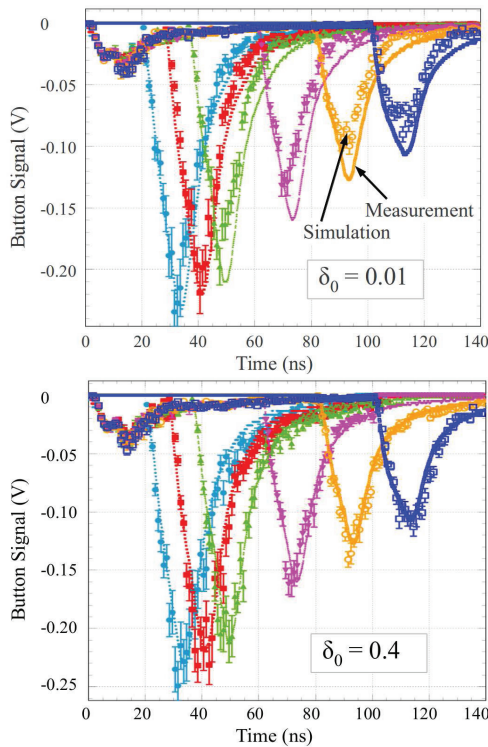 0
-0.05
-0.10
-0.15
-0.20
Button Signal (V)
Measurement
Simulation
δ₀ = 0.01
0 20 40 60 80 100 120 140
Time (ns)
0
-0.05
-0.10
-0.15
-0.20
-0.25
Button Signal (V)
δ₀ = 0.4
0 20 40 60 80 100 120 140
Time (ns)